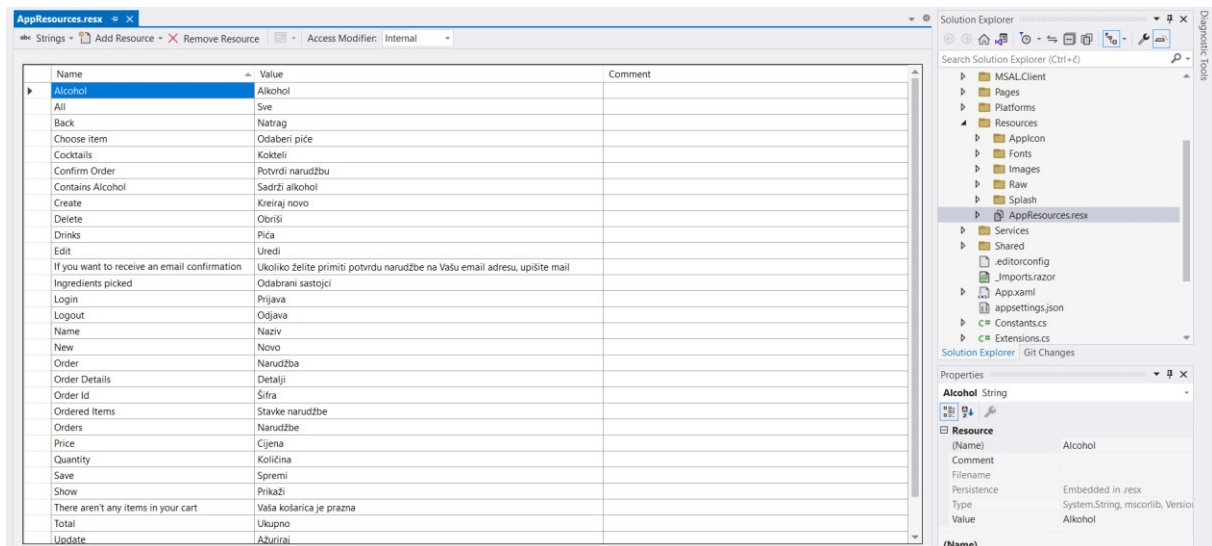 AppResources.resx
Strings Add Resource Remove Resource Access Modifier: Internal
Name Value Comment
Alcohol Alkohol
All Sve
Back Natrag
Choose item Odaberi piće
Cocktails Kokteli
Confirm Order Potvrdi narudžbu
Contains Alcohol Sadrži alkohol
Create Kreiraj novo
Delete Obriši
Drinks Pića
Edit Uredi
If you want to receive an email confirmation Ukoliko želite primiti potvrdu narudžbe na Vašu email adresu, upišite mail
Ingredients picked Odabrani sastojci
Login Prijava
Logout Odjava
Name Naziv
New Novo
Order Narudžba
Order Details Detalji
Order Id Šifra
Ordered Items Stavke narudžbe
Orders Narudžbe
Price Cijena
Quantity Količina
Save Spremi
Show Prikaži
There aren't any items in your cart Vaša košarica je prazna
Total Ukupno
Update Ažuriraj
Solution Explorer
Search Solution Explorer (Ctrl+č)
MSAL.Client
Pages
Platforms
Resources
AppIcon
Fonts
Images
Raw
Splash
AppResources.resx
Services
Shared
.editorconfig
_Imports.razor
App.xaml
appsettings.json
C# Constants.cs
C# Extensions.cs
Solution Explorer Git Changes
Properties
Alcohol String
Resource
(Name) Alcohol
Comment
Filename
Persistence Embedded in .resx
Type System.String, mscorlib, Version
Value Alkohol
(Name)
Diagnostic Tools